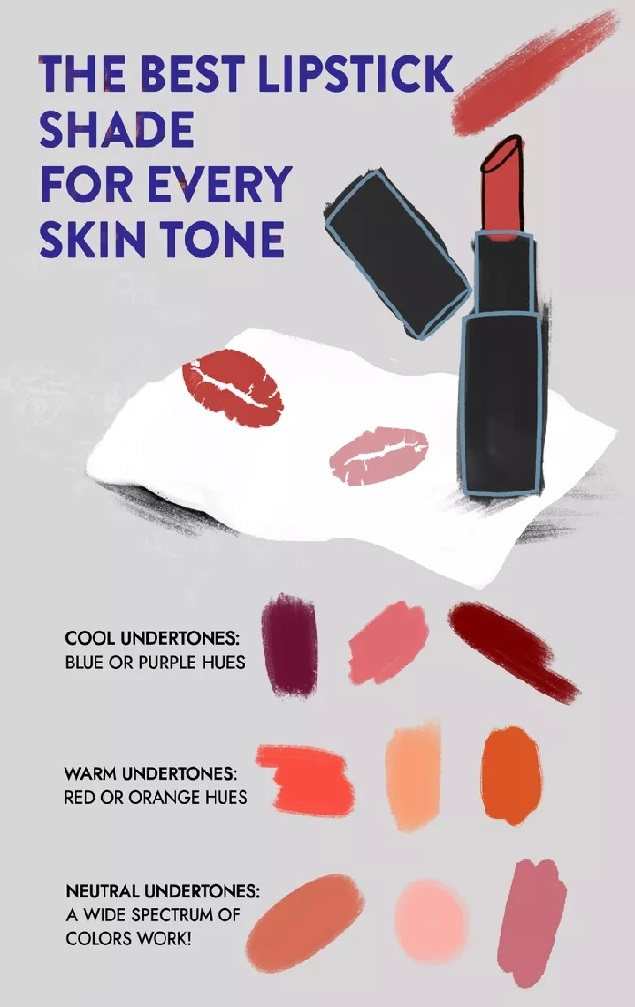 THE BEST LIPSTICK
SHADE
FOR EVERY
SKIN TONE
COOL UNDERTONES:
BLUE OR PURPLE HUES
WARM UNDERTONES:
RED OR ORANGE HUES
NEUTRAL UNDERTONES:
A WIDE SPECTRUM OF
COLORS WORK!